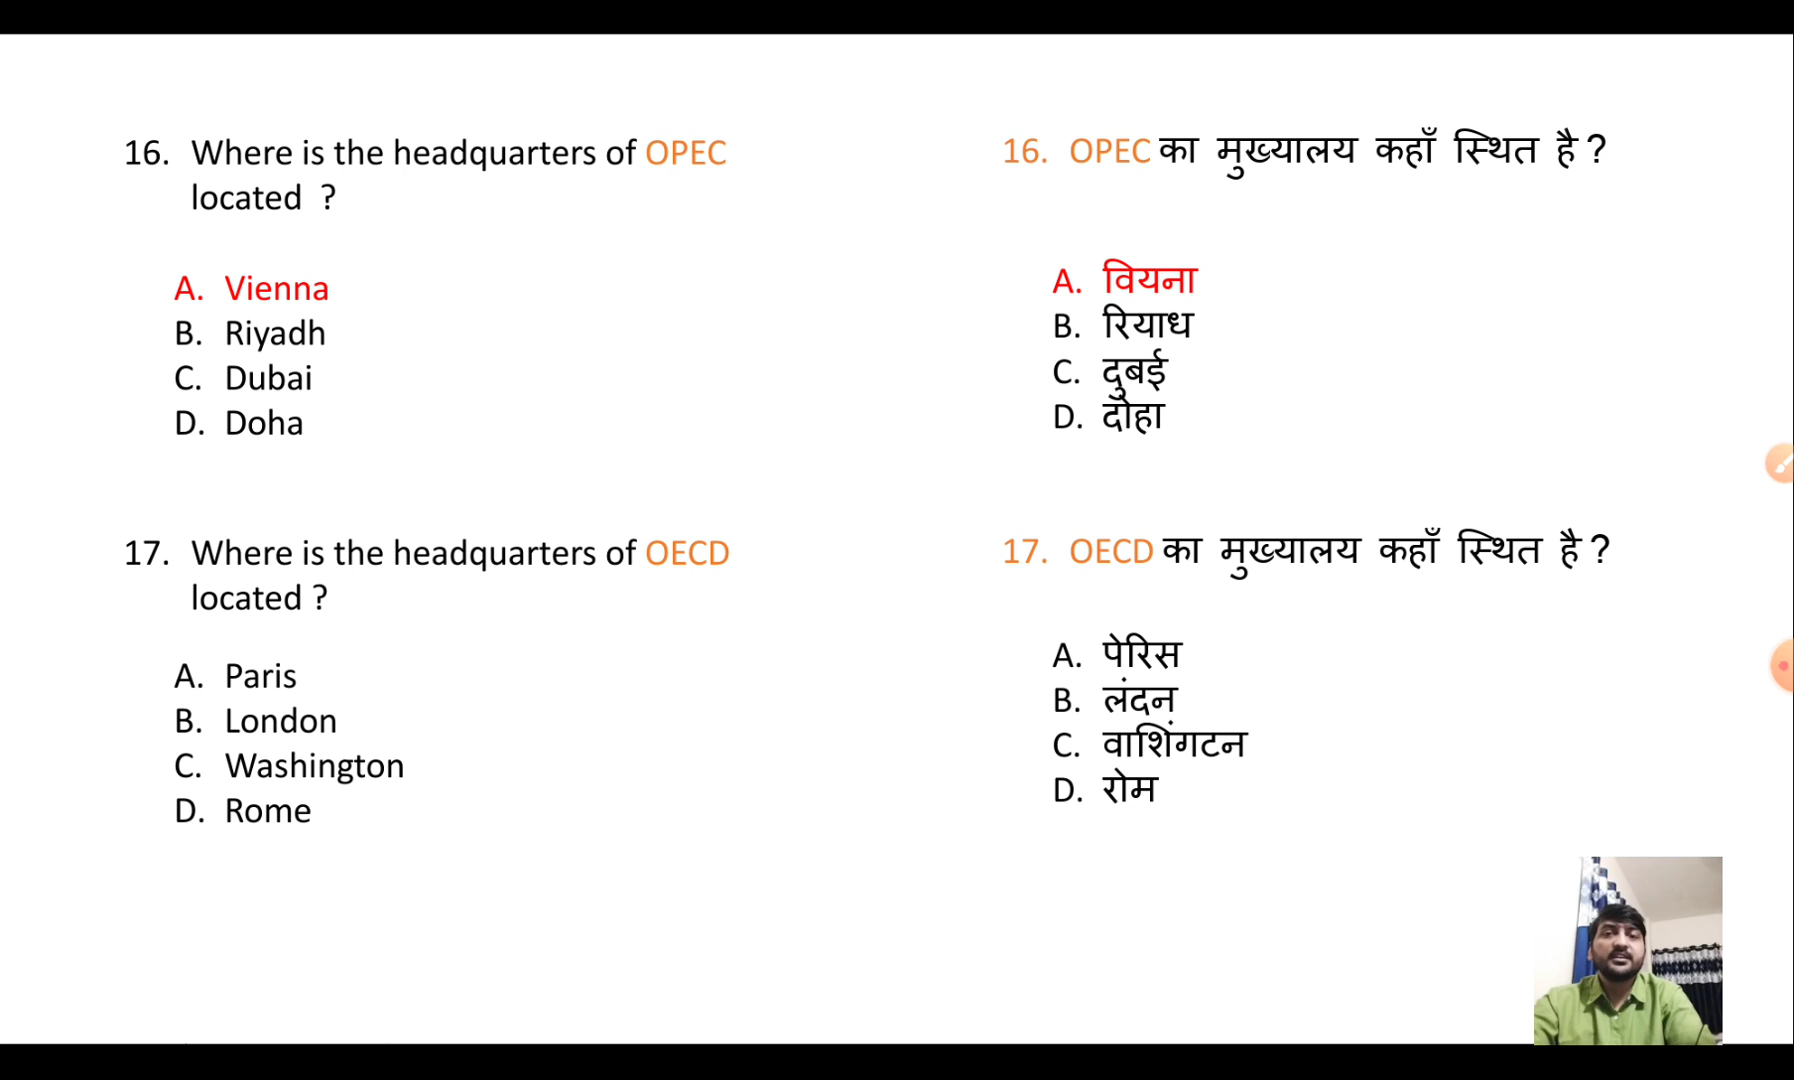 16. Where is the headquarters of OPEC
located ?
A. Vienna
B. Riyadh
C. Dubai
D. Doha
17. Where is the headquarters of OECD
located ?
A. Paris
B. London
C. Washington
D. Rome
16. OPEC का मुख्यालय कहाँ स्थित है ?
A. वियना
B. रियाध
C. दुबई
D. दोहा
17. OECD का मुख्यालय कहाँ स्थित है ?
A. पेरिस
B. लंदन
C. वाशिंगटन
D. रोम